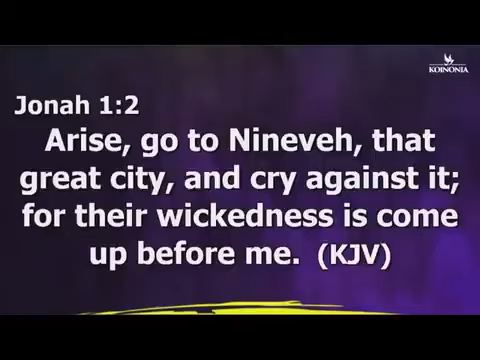 KOINONIA
Jonah 1:2
Arise, go to Nineveh, that
great city, and cry against it;
for their wickedness is come
up before me. (KJV)